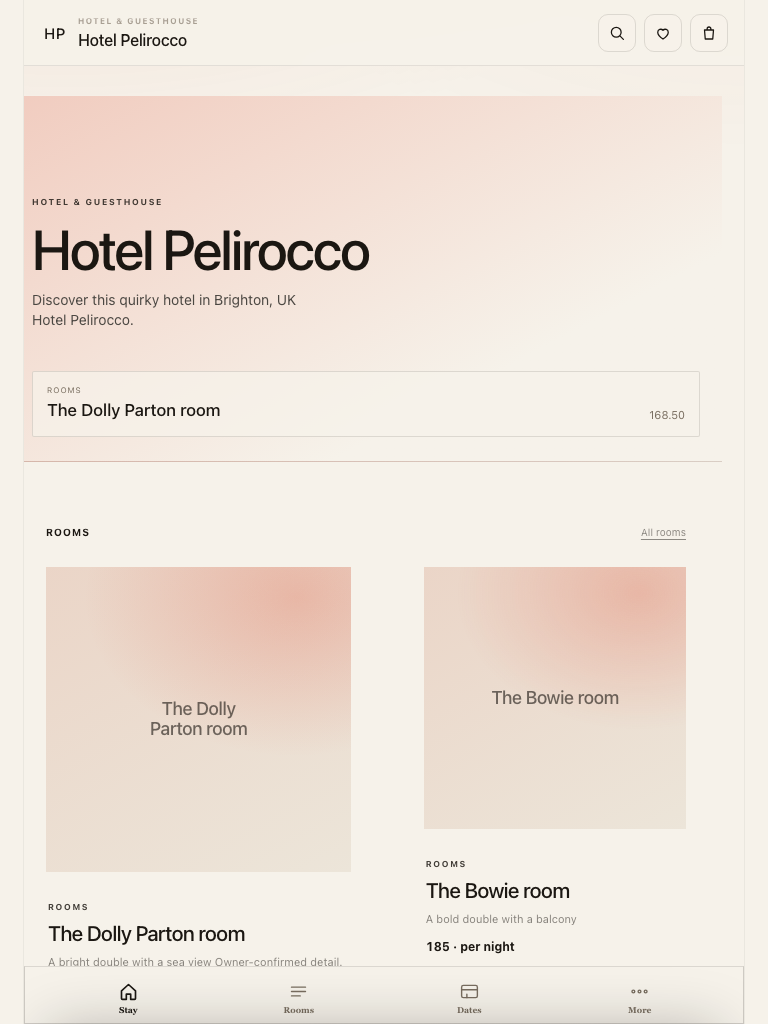 HP
HOTEL & GUESTHOUSE
Hotel Pelirocco
HOTEL & GUESTHOUSE
Hotel Pelirocco
Discover this quirky hotel in Brighton, UK
Hotel Pelirocco.
ROOMS
The Dolly Parton room
168.50
ROOMS
All rooms
The Dolly
Parton room
The Bowie room
ROOMS
The Dolly Parton room
A bright double with a sea view Owner-confirmed detail.
ROOMS
The Bowie room
A bold double with a balcony
185 · per night
Stay
Rooms
Dates
More